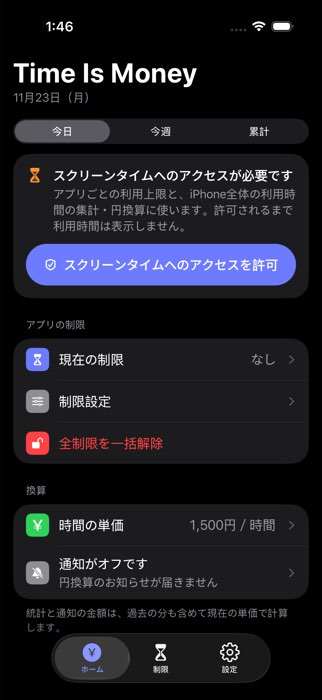 1:46
Time Is Money
11月23日（月）
今日
今週
累計
スクリーンタイムへのアクセスが必要です
アプリごとの利用上限と、iPhone全体の利用時
間の集計・円換算に使います。許可されるまで
利用時間は表示しません。
スクリーンタイムへのアクセスを許可
アプリの制限
現在の制限
なし
制限設定
全制限を一括解除
換算
時間の単価
1,500円 / 時間
通知がオフです
円換算のお知らせが届きません
統計と通知の金額は、過去の分も含めて現在の単価で計算
します。
ホーム
制限
設定